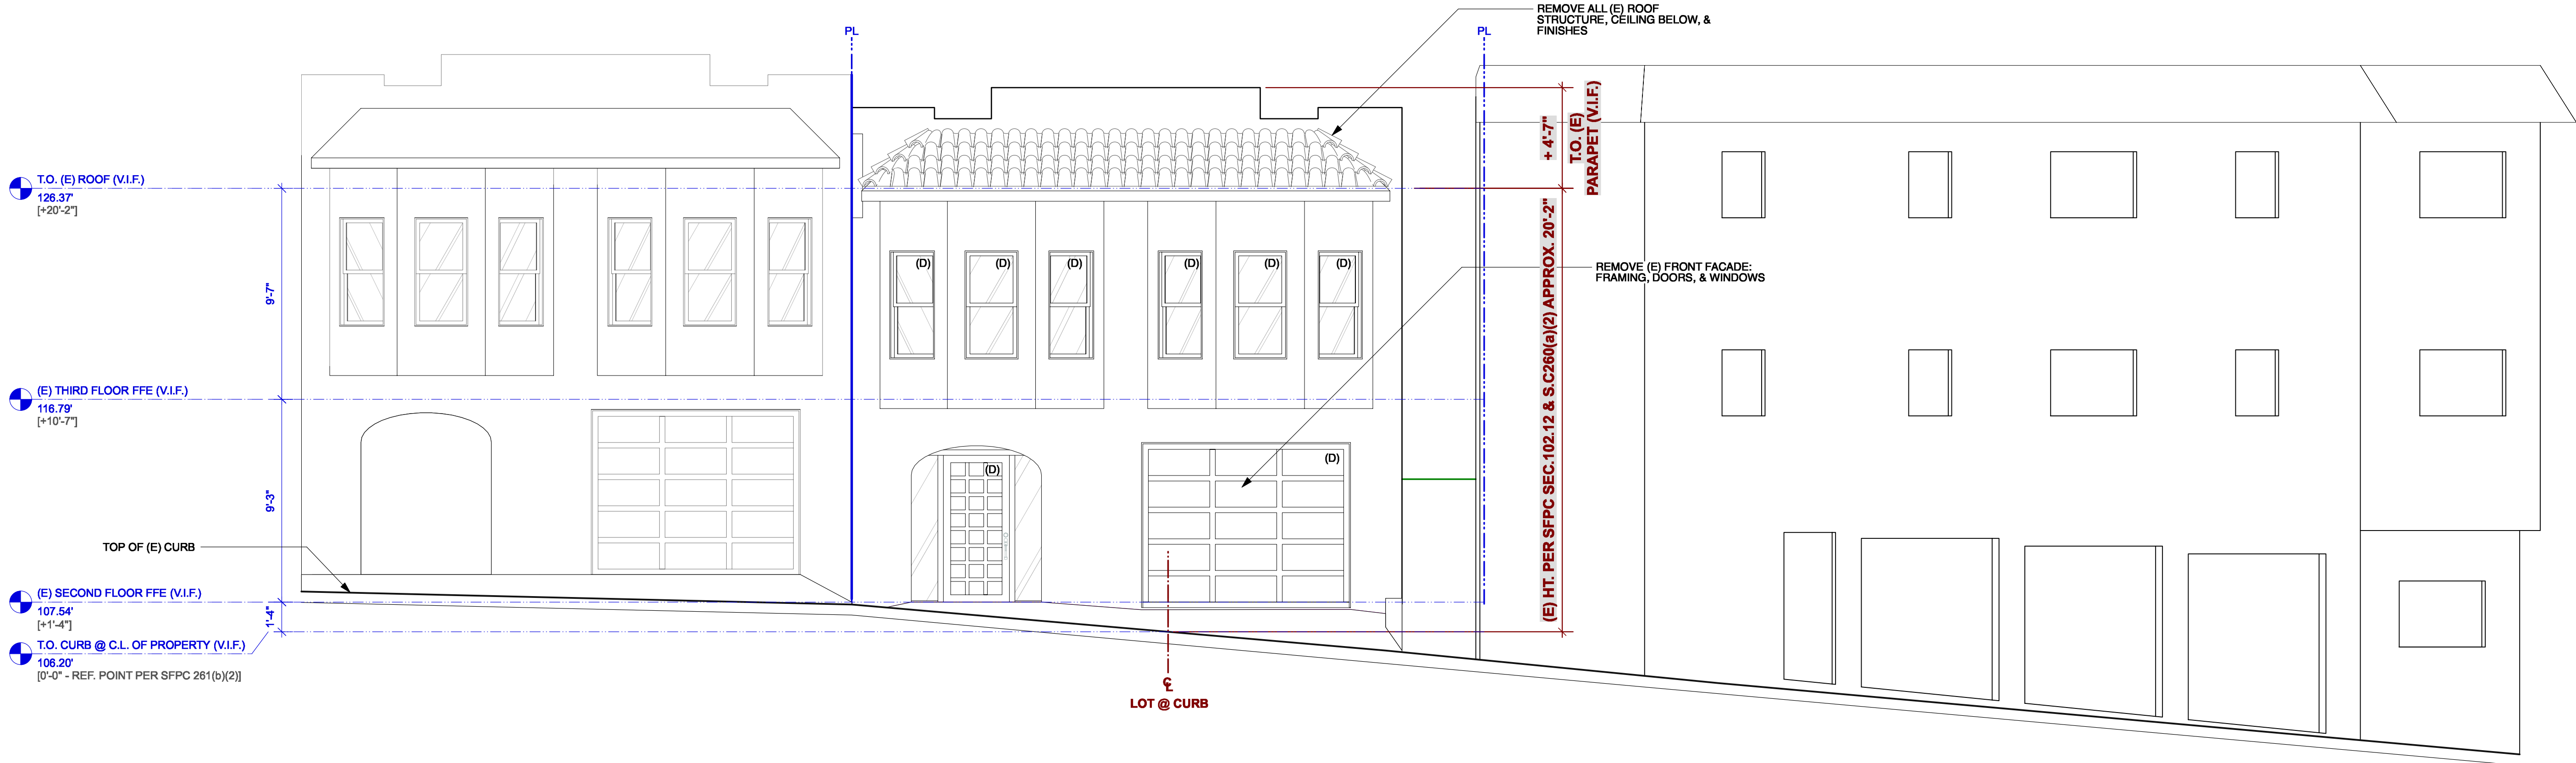 REMOVE ALL (E) ROOF
STRUCTURE, CEILING BELOW, &
FINISHES
PL
PL
+ 4'-7"
T.O. (E)
PARAPET (V.I.F.)
T.O. (E) ROOF (V.I.F.)
126.37'
[+20'-2"]
(E) HT. PER SFPC SEC.102.12 & S.C260(a)(2) APPROX. 20'-2"
(D)
(D)
(D)
(D)
(D)
(D)
REMOVE (E) FRONT FACADE:
FRAMING, DOORS, & WINDOWS
9'-7"
(E) THIRD FLOOR FFE (V.I.F.)
116.79'
[+10'-7"]
(D)
(D)
9'-3"
TOP OF (E) CURB
(E) SECOND FLOOR FFE (V.I.F.)
107.54'
[+1'-4"]
1'-4"
T.O. CURB @ C.L. OF PROPERTY (V.I.F.)
106.20'
[0'-0" - REF. POINT PER SFPC 261(b)(2)]
℄
LOT @ CURB